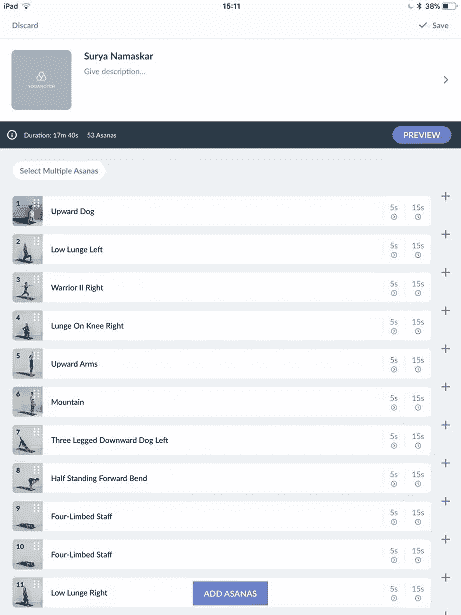 iPad 15:11 38%
Discard Save
Surya Namaskar
Give description...
Duration: 17m 40s 53 Asanas PREVIEW
Select Multiple Asanas
1 Upward Dog 5s 15s
2 Low Lunge Left 5s 15s
3 Warrior II Right 5s 15s
4 Lunge On Knee Right 5s 15s
5 Upward Arms 5s 15s
6 Mountain 5s 15s
7 Three Legged Downward Dog Left 5s 15s
8 Half Standing Forward Bend 5s 15s
9 Four-Limbed Staff 5s 15s
10 Four-Limbed Staff 5s 15s
11 Low Lunge Right 5s 15s
ADD ASANAS